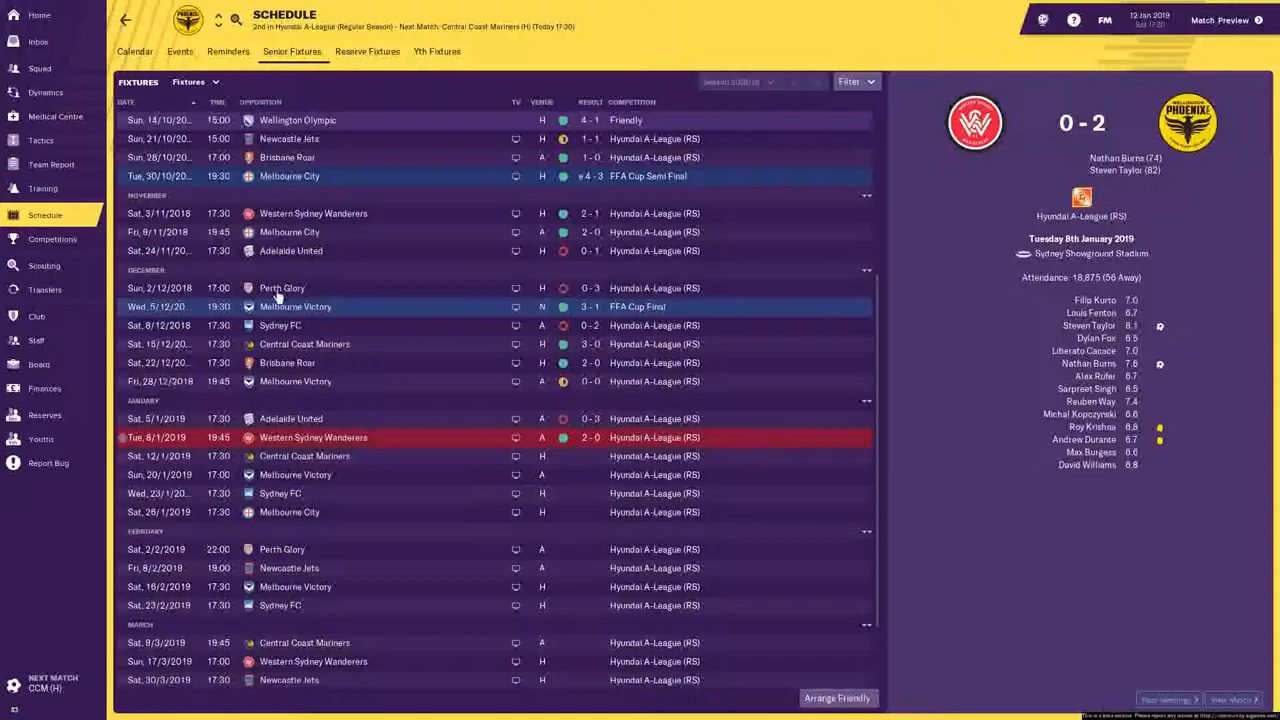 Home
Inbox
Squad
Dynamics
Medical Centre
Tactics
Team Report
Training
Schedule
Competitions
Scouting
Transfers
Club
Staff
Board
Finances
Reserves
Youths
Report Bug
NEXT MATCH
CCM (H)
SCHEDULE
2nd in Hyundai A-League (Regular Season) - Next Match: Central Coast Mariners (H) (Today 17:30)
FM
12 Jan 2019
Match Preview
Calendar Events Reminders Senior Fixtures Reserve Fixtures Yth Fixtures
FIXTURES Fixtures Filter
DATE TIME OPPOSITION TV VENUE RESULT COMPETITION
Sun, 14/10/20... 15:00 Wellington Olympic H 4 - 1 Friendly
Sun, 21/10/20... 15:00 Newcastle Jets H 1 - 1 Hyundai A-League (RS)
Sun, 28/10/20... 17:00 Brisbane Roar A 1 - 0 Hyundai A-League (RS)
Tue, 30/10/20... 19:30 Melbourne City H e 4 - 3 FFA Cup Semi Final
NOVEMBER
Sat, 3/11/2018 17:30 Western Sydney Wanderers H 2 - 1 Hyundai A-League (RS)
Fri, 9/11/2018 19:45 Melbourne City A 2 - 0 Hyundai A-League (RS)
Sat, 24/11/20... 17:30 Adelaide United H 0 - 1 Hyundai A-League (RS)
DECEMBER
Sun, 2/12/2018 17:00 Perth Glory H 0 - 3 Hyundai A-League (RS)
Wed, 5/12/20... 19:30 Melbourne Victory N 3 - 1 FFA Cup Final
Sat, 8/12/2018 17:30 Sydney FC A 0 - 2 Hyundai A-League (RS)
Sat, 15/12/20... 17:30 Central Coast Mariners A 3 - 0 Hyundai A-League (RS)
Sat, 22/12/20... 17:30 Brisbane Roar H 2 - 0 Hyundai A-League (RS)
Fri, 28/12/2018 19:45 Melbourne Victory A 0 - 0 Hyundai A-League (RS)
JANUARY
Sat, 5/1/2019 17:30 Adelaide United A 0 - 3 Hyundai A-League (RS)
Tue, 8/1/2019 19:45 Western Sydney Wanderers A 2 - 0 Hyundai A-League (RS)
Sat, 12/1/2019 17:30 Central Coast Mariners H Hyundai A-League (RS)
Sun, 20/1/2019 17:00 Melbourne Victory A Hyundai A-League (RS)
Wed, 23/1/20... 17:30 Sydney FC H Hyundai A-League (RS)
Sat, 26/1/2019 17:30 Melbourne City H Hyundai A-League (RS)
FEBRUARY
Sat, 2/2/2019 22:00 Perth Glory A Hyundai A-League (RS)
Fri, 8/2/2019 19:00 Newcastle Jets A Hyundai A-League (RS)
Sat, 16/2/2019 17:30 Melbourne Victory H Hyundai A-League (RS)
Sat, 23/2/2019 17:30 Sydney FC H Hyundai A-League (RS)
MARCH
Sat, 9/3/2019 19:45 Central Coast Mariners A Hyundai A-League (RS)
Sun, 17/3/2019 17:00 Western Sydney Wanderers H Hyundai A-League (RS)
Sat, 30/3/2019 17:30 Newcastle Jets H Hyundai A-League (RS)
Arrange Friendly
0 - 2
WELLINGTON
PHOENIX
Nathan Burns (74)
Steven Taylor (82)
Hyundai A-League (RS)
Tuesday 8th January 2019
Sydney Showground Stadium
Attendance: 18,875 (56 Away)
Filip Kurto 7.0
Louis Fenton 6.7
Steven Taylor 8.1
Dylan Fox 6.5
Liberato Cacace 7.0
Nathan Burns 7.6
Alex Rufer 6.7
Sarpreet Singh 6.5
Reuben Way 7.4
Michal Kopczynski 6.6
Roy Krishna 6.8
Andrew Durante 6.7
Max Burgess 6.6
David Williams 6.8
Past Meetings
View Match